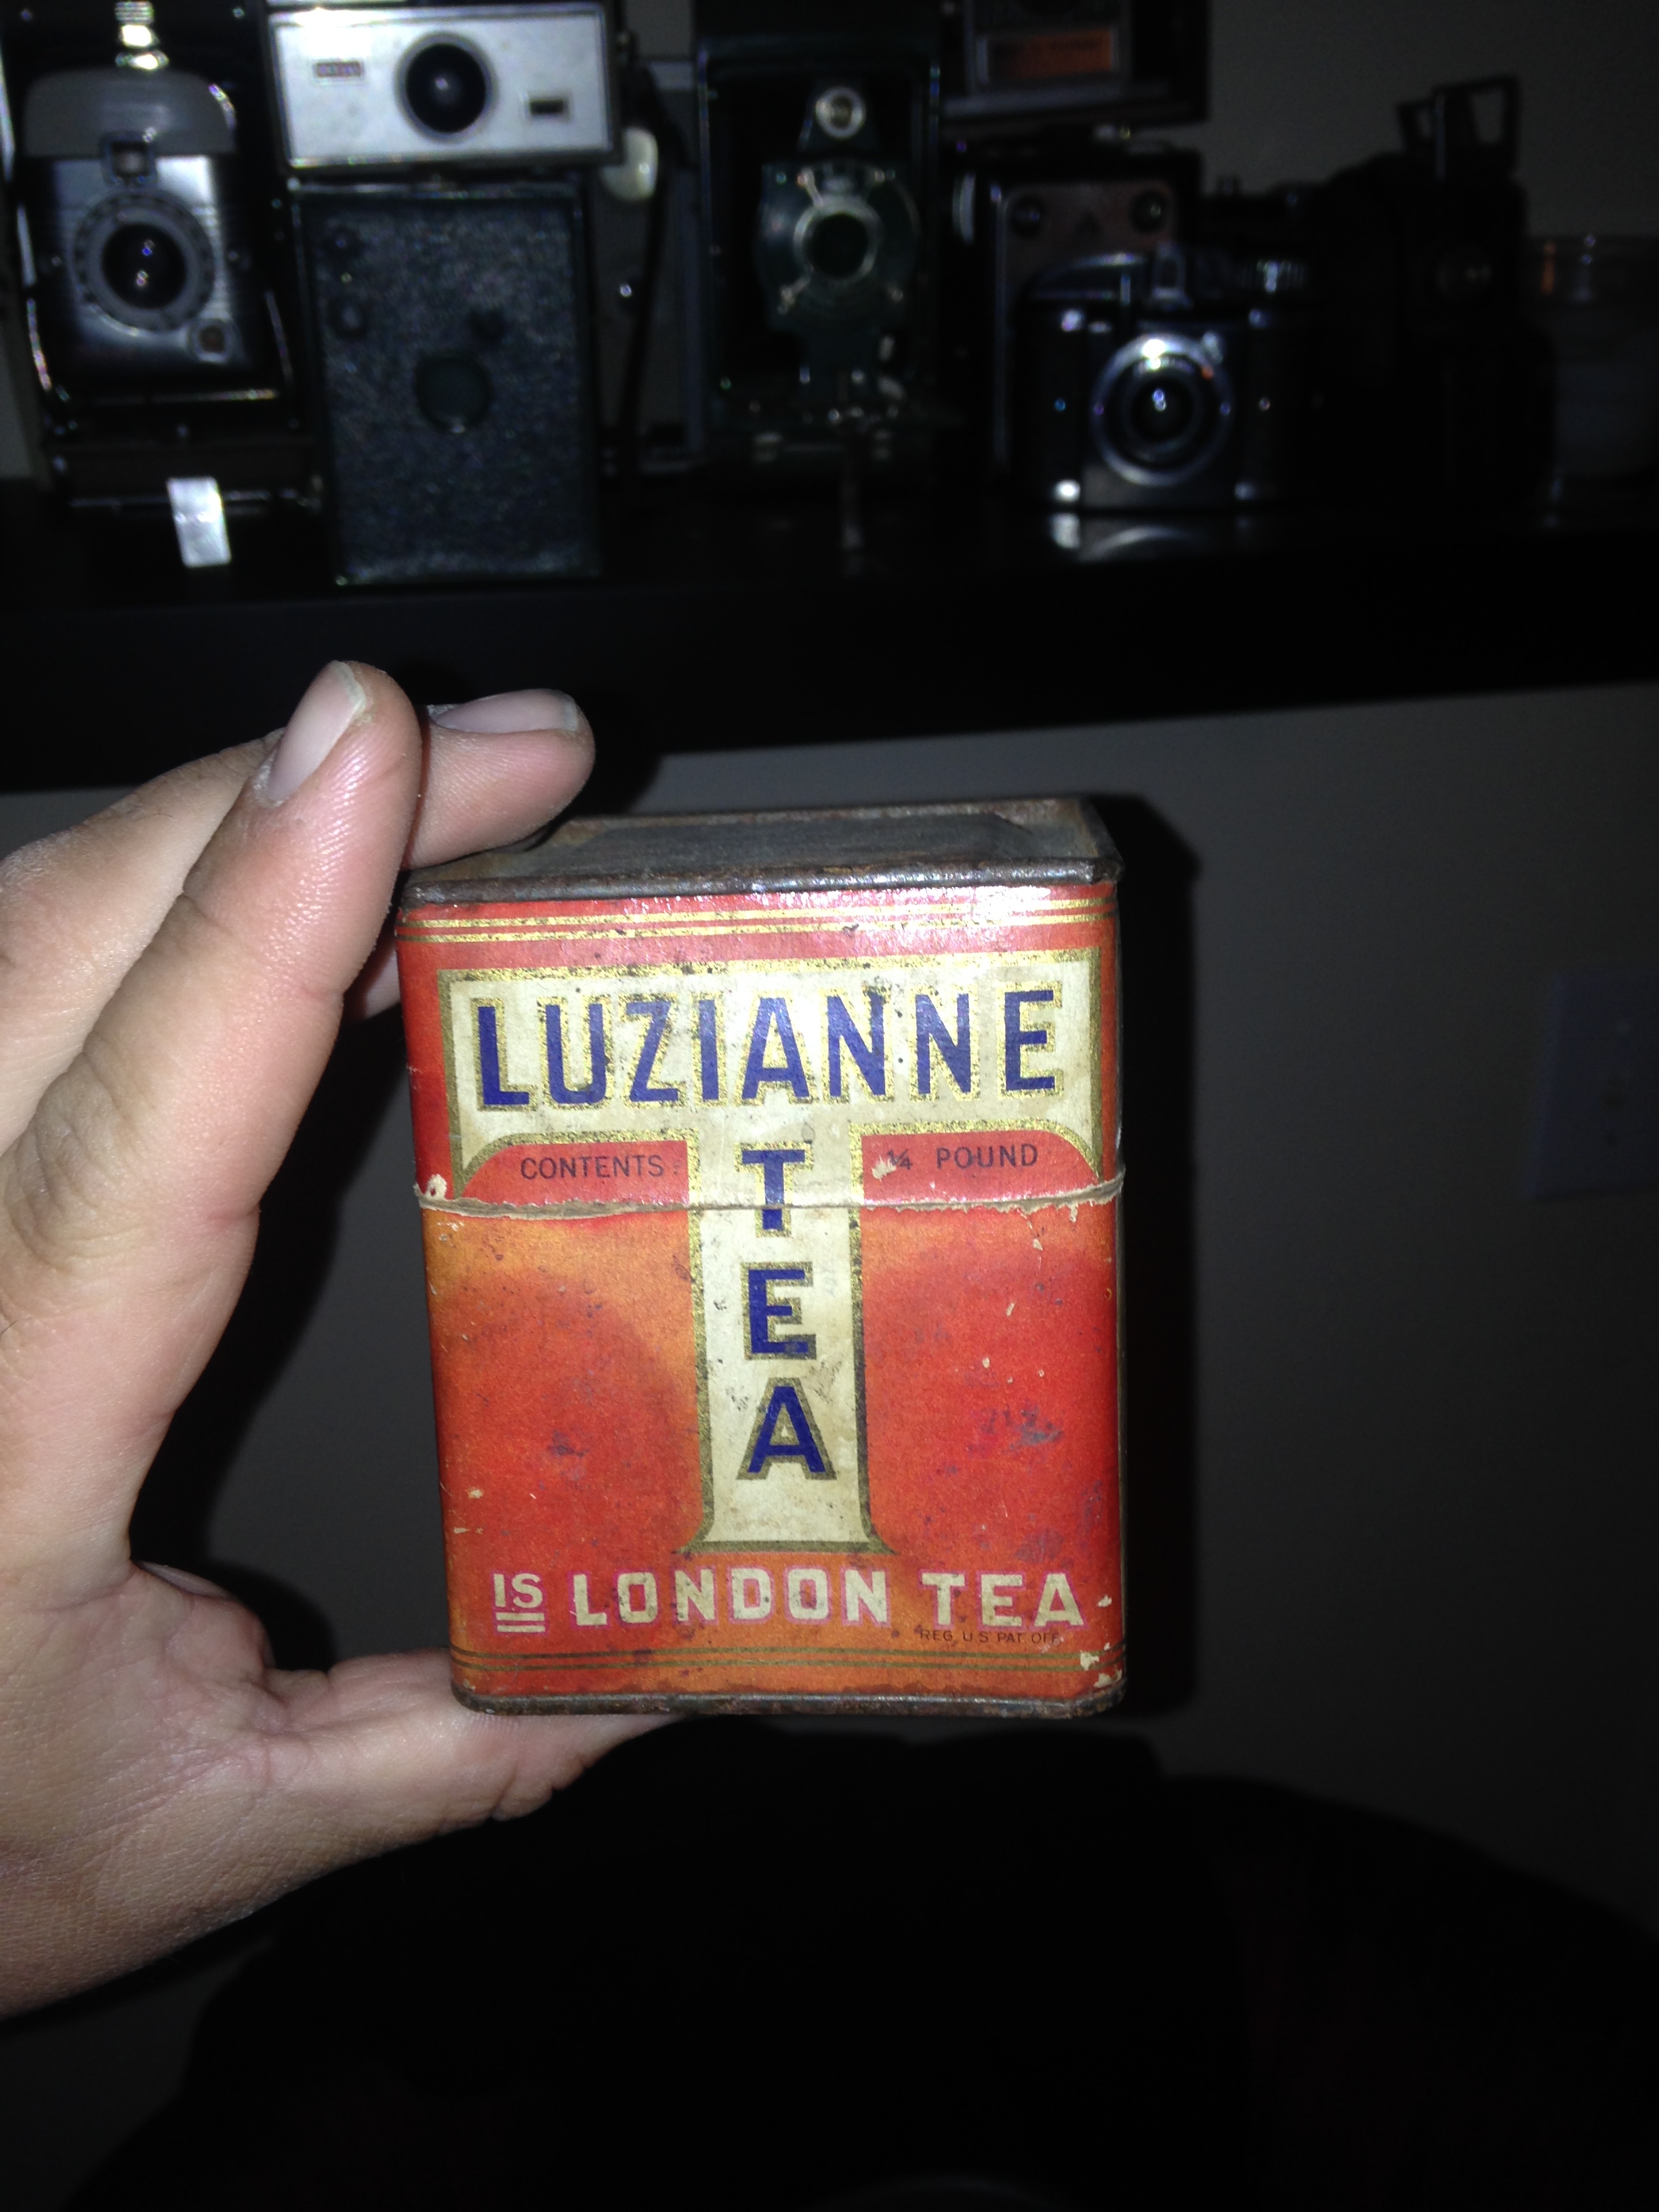 LUZIANNE
CONTENTS ¼ POUND
TEA
IS LONDON TEA
REG. U.S. PAT. OFF.